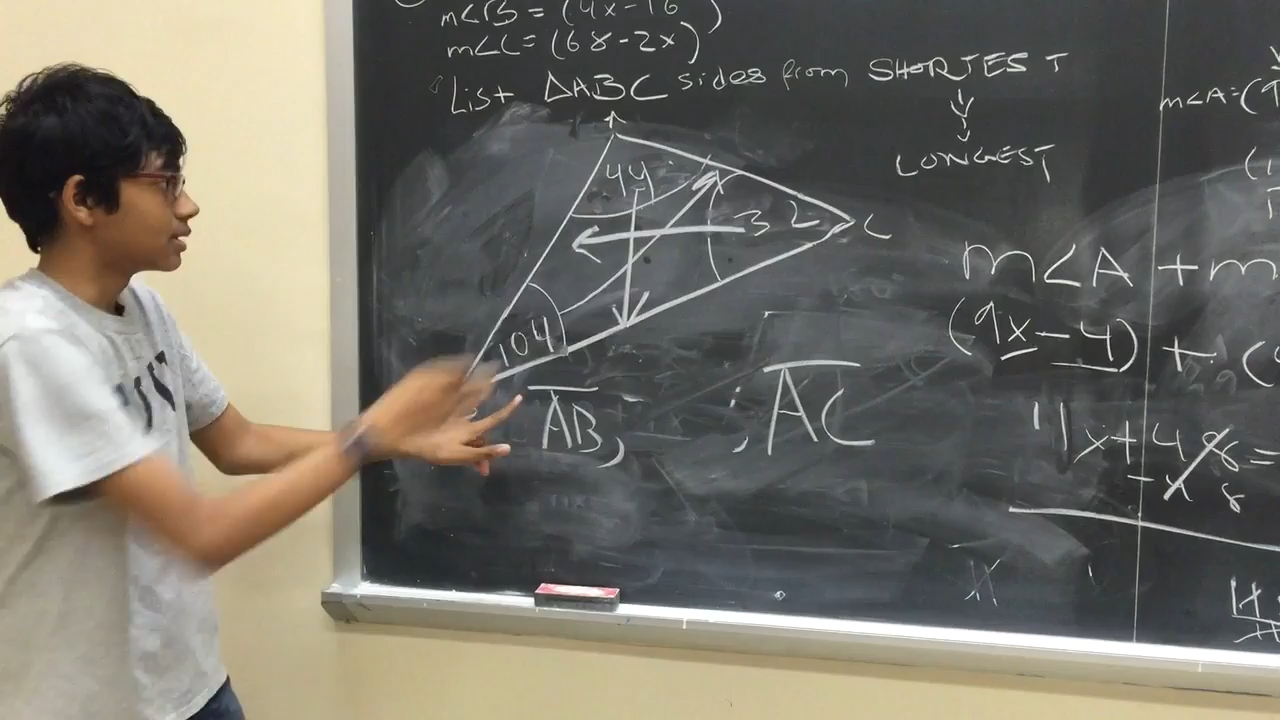 m∠B = (4x-16)
m∠C = (68-2x)
List △ABC sides from SHORTEST
LONGEST
m∠A=(9
A
44
32
C
104
AB, , AC
m∠A + m
(9x-4) + (
11x+48=